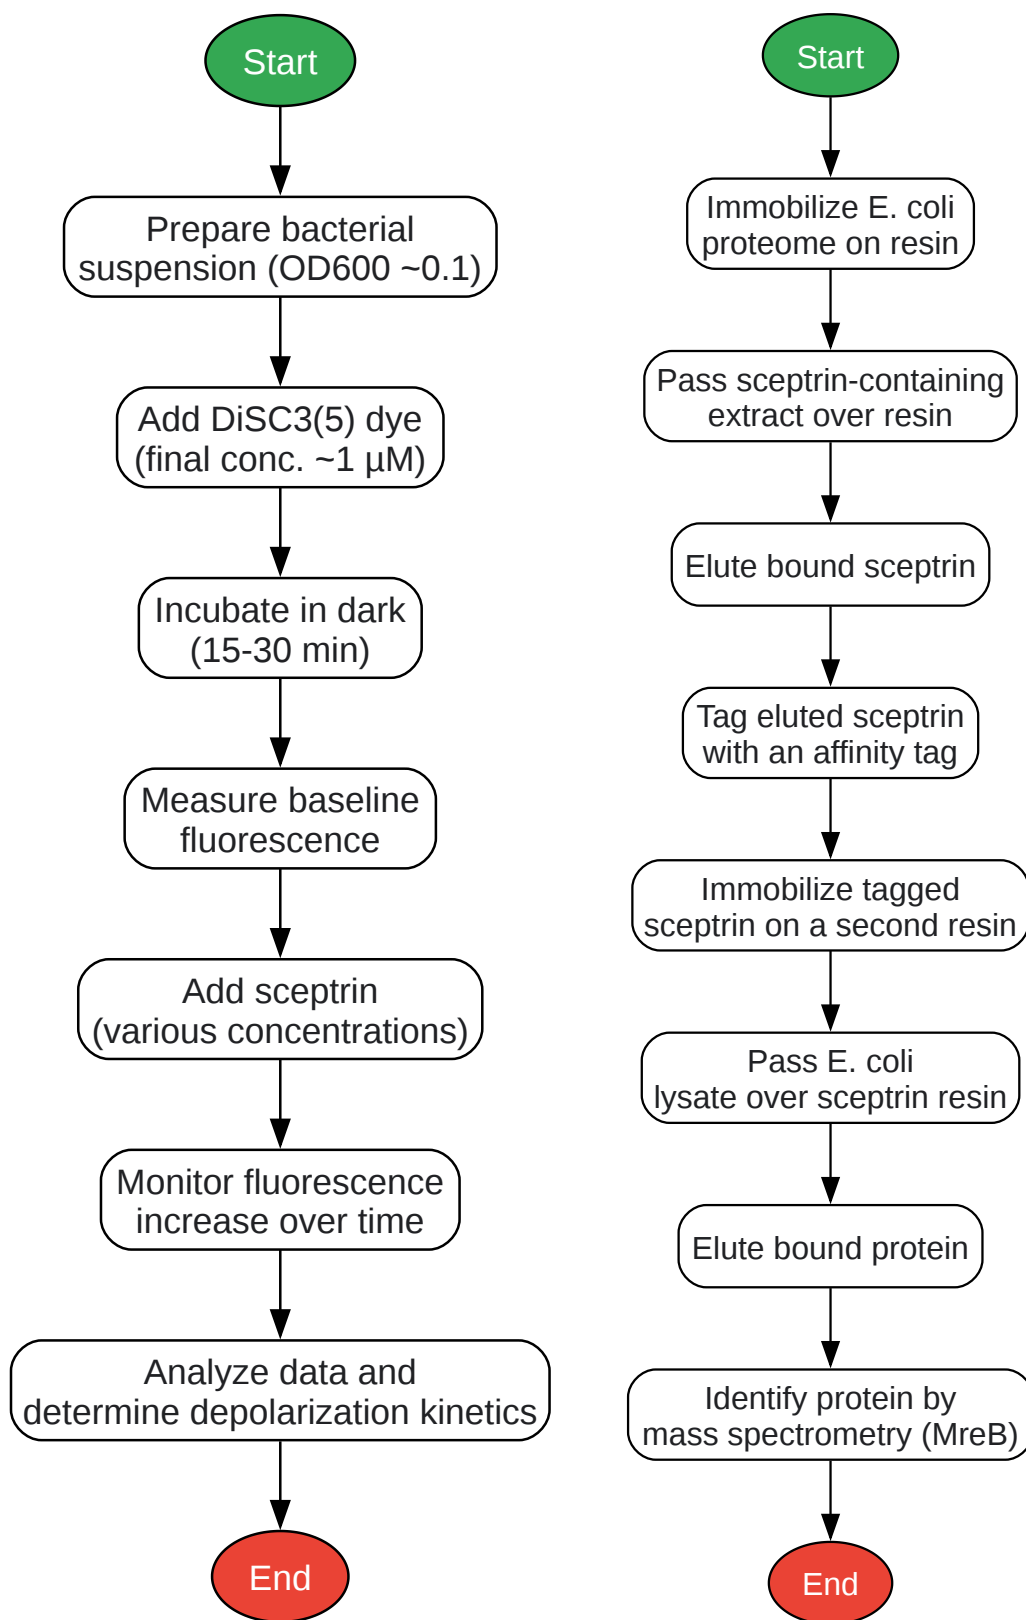 Start
Prepare bacterial
suspension (OD600 ~0.1)
Add DiSC3(5) dye
(final conc. ~1 µM)
Incubate in dark
(15-30 min)
Measure baseline
fluorescence
Add sceptrin
(various concentrations)
Monitor fluorescence
increase over time
Analyze data and
determine depolarization kinetics
End
Start
Immobilize E. coli
proteome on resin
Pass sceptrin-containing
extract over resin
Elute bound sceptrin
Tag eluted sceptrin
with an affinity tag
Immobilize tagged
sceptrin on a second resin
Pass E. coli
lysate over sceptrin resin
Elute bound protein
Identify protein by
mass spectrometry (MreB)
End